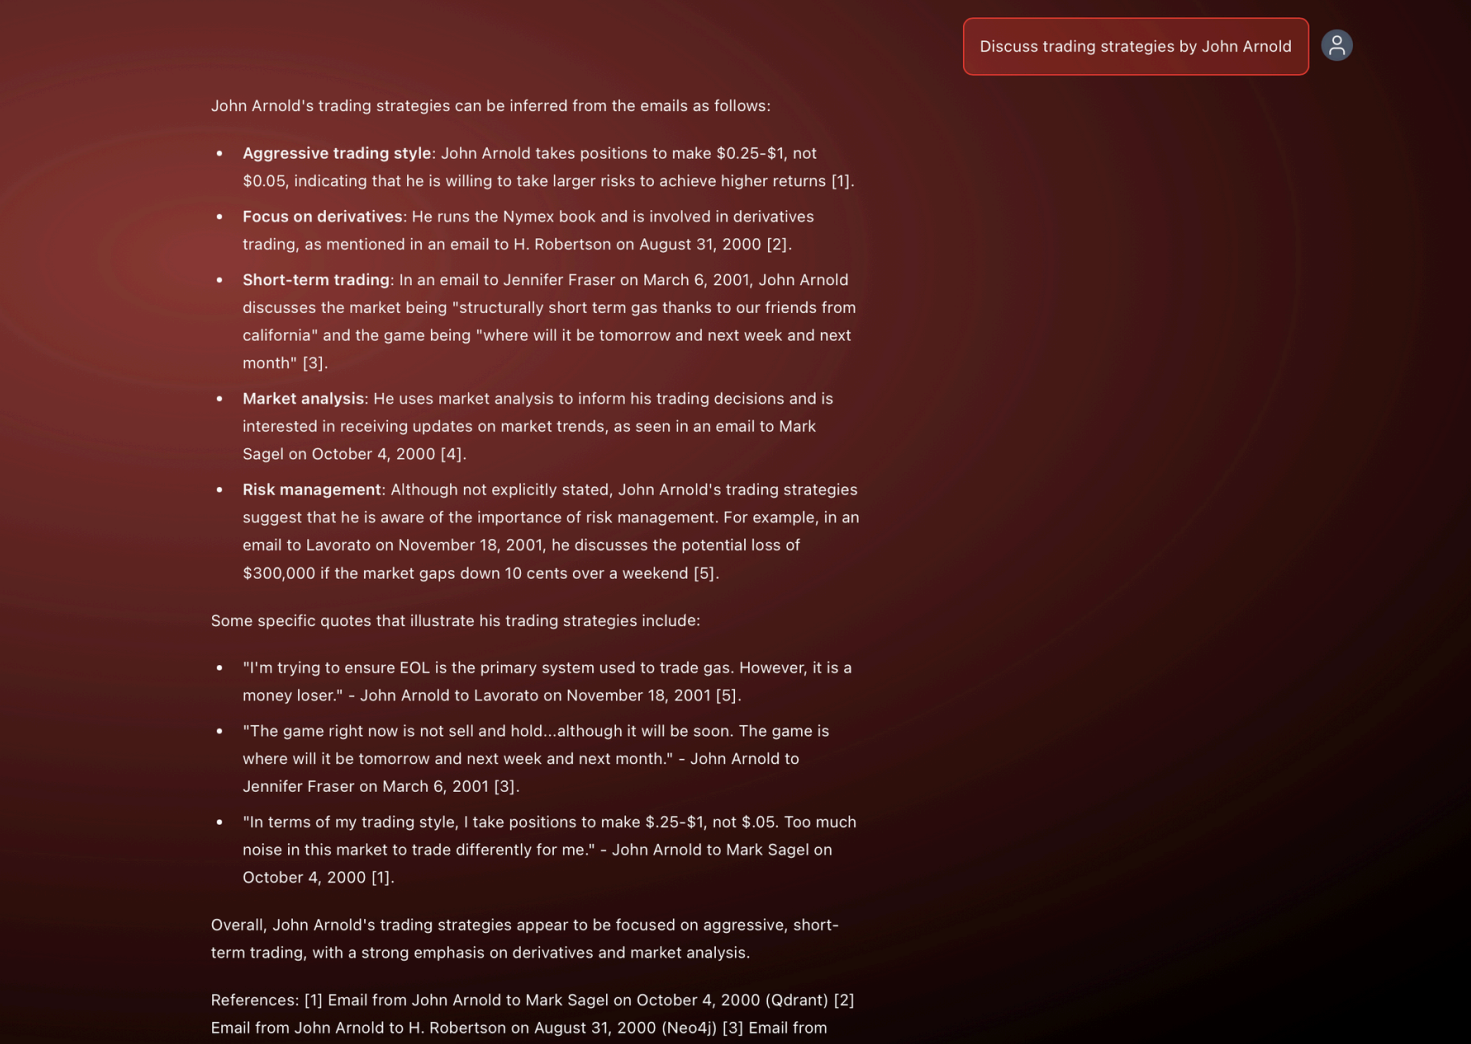 Discuss trading strategies by John Arnold
John Arnold's trading strategies can be inferred from the emails as follows:
• Aggressive trading style: John Arnold takes positions to make $0.25-$1, not
$0.05, indicating that he is willing to take larger risks to achieve higher returns [1].
• Focus on derivatives: He runs the Nymex book and is involved in derivatives
trading, as mentioned in an email to H. Robertson on August 31, 2000 [2].
• Short-term trading: In an email to Jennifer Fraser on March 6, 2001, John Arnold
discusses the market being "structurally short term gas thanks to our friends from
california" and the game being "where will it be tomorrow and next week and next
month" [3].
• Market analysis: He uses market analysis to inform his trading decisions and is
interested in receiving updates on market trends, as seen in an email to Mark
Sagel on October 4, 2000 [4].
• Risk management: Although not explicitly stated, John Arnold's trading strategies
suggest that he is aware of the importance of risk management. For example, in an
email to Lavorato on November 18, 2001, he discusses the potential loss of
$300,000 if the market gaps down 10 cents over a weekend [5].
Some specific quotes that illustrate his trading strategies include:
• "I'm trying to ensure EOL is the primary system used to trade gas. However, it is a
money loser." - John Arnold to Lavorato on November 18, 2001 [5].
• "The game right now is not sell and hold...although it will be soon. The game is
where will it be tomorrow and next week and next month." - John Arnold to
Jennifer Fraser on March 6, 2001 [3].
• "In terms of my trading style, I take positions to make $.25-$1, not $.05. Too much
noise in this market to trade differently for me." - John Arnold to Mark Sagel on
October 4, 2000 [1].
Overall, John Arnold's trading strategies appear to be focused on aggressive, short-
term trading, with a strong emphasis on derivatives and market analysis.
References: [1] Email from John Arnold to Mark Sagel on October 4, 2000 (Qdrant) [2]
Email from John Arnold to H. Robertson on August 31, 2000 (Neo4j) [3] Email from